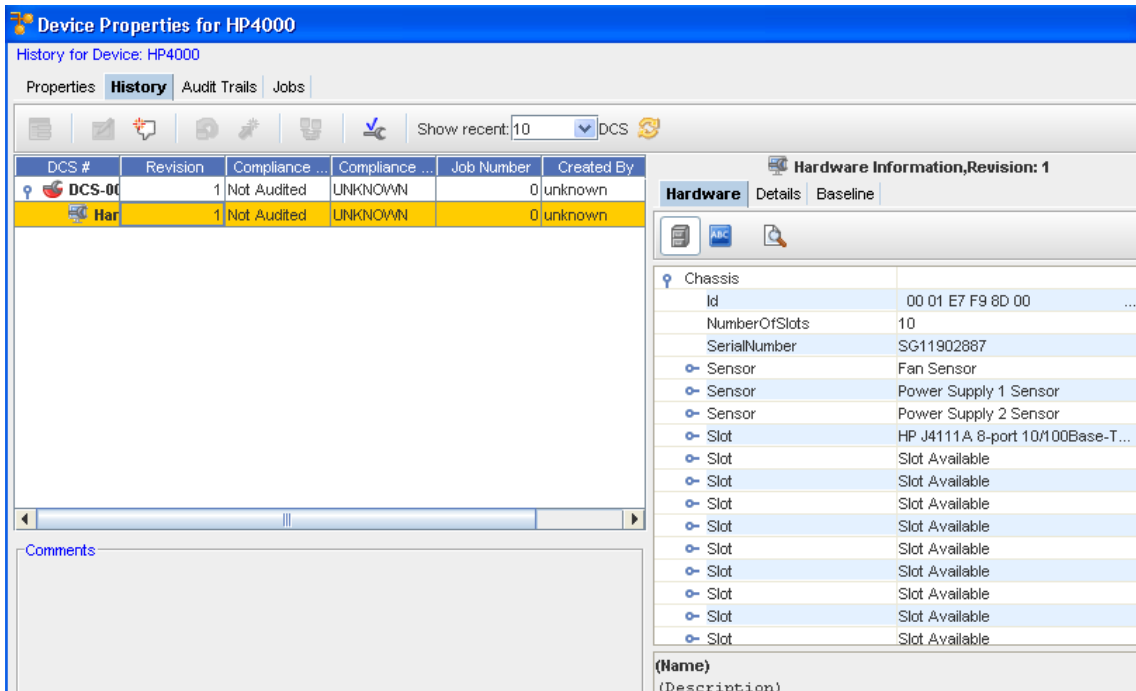 Device Properties for HP4000
History for Device: HP4000
Properties History Audit Trails Jobs
Show recent: 10 DCS
DCS # Revision Compliance ... Compliance ... Job Number Created By
DCS-00 1 Not Audited UNKNOWN 0 unknown
Har 1 Not Audited UNKNOWN 0 unknown
Comments
Hardware Information,Revision: 1
Hardware Details Baseline
ABC
Chassis
Id 00 01 E7 F9 8D 00 ...
NumberOfSlots 10
SerialNumber SG11902887
Sensor Fan Sensor
Sensor Power Supply 1 Sensor
Sensor Power Supply 2 Sensor
Slot HP J4111A 8-port 10/100Base-T...
Slot Slot Available
Slot Slot Available
Slot Slot Available
Slot Slot Available
Slot Slot Available
Slot Slot Available
Slot Slot Available
Slot Slot Available
Slot Slot Available
(Name)
(Description)